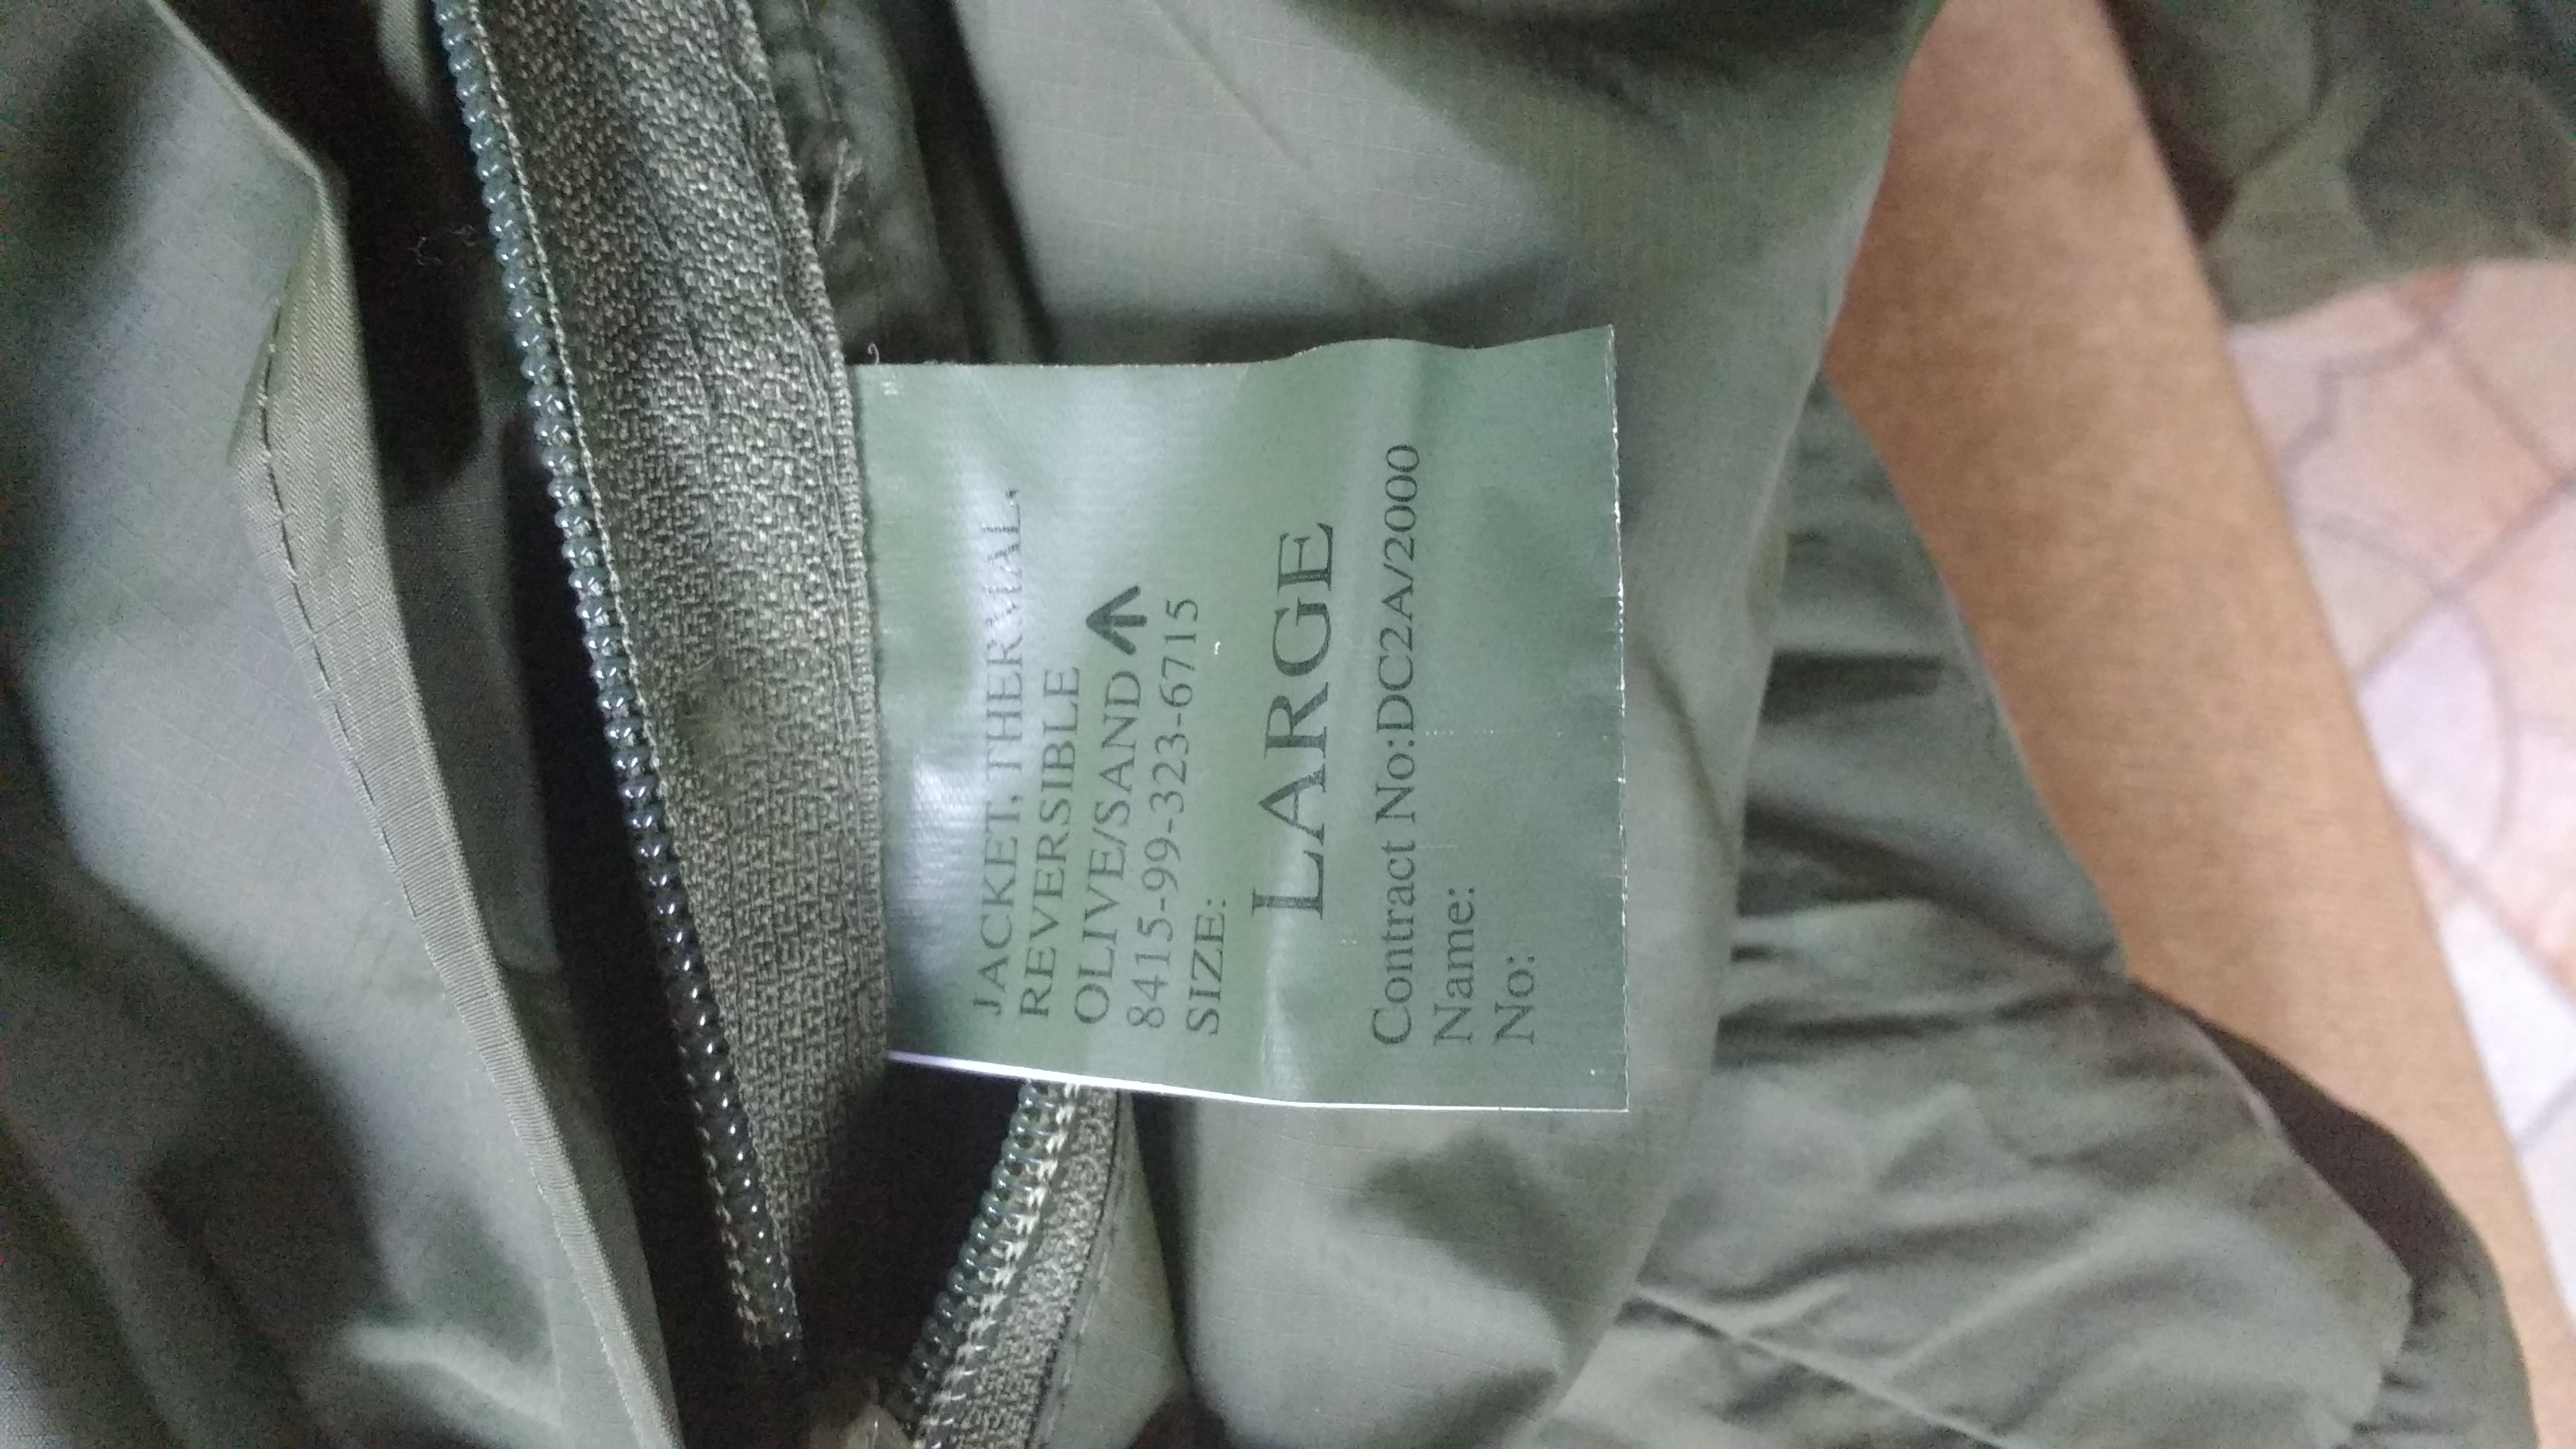 JACKET, THERMAL,
REVERSIBLE
OLIVE/SAND
8415-99-323-6715
SIZE:
LARGE
Contract No:DC2A/2000
Name:
No: